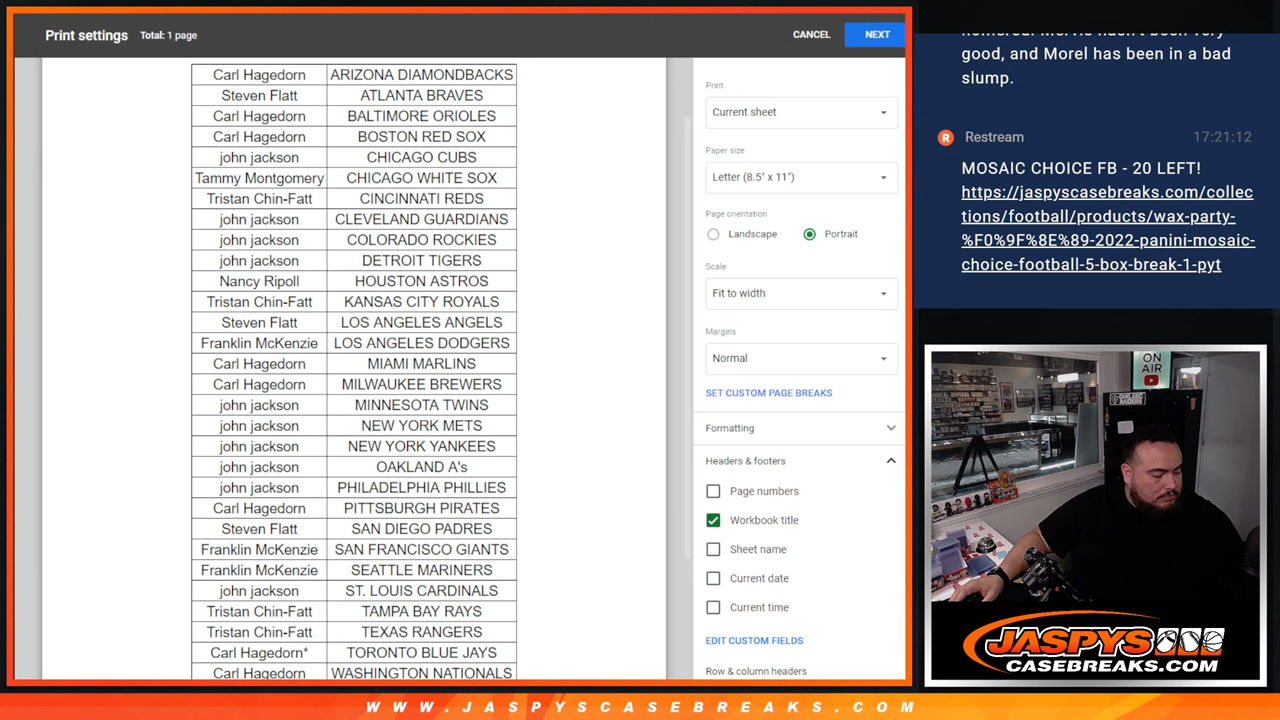 Print settings Total: 1 page CANCEL NEXT
Carl Hagedorn ARIZONA DIAMONDBACKS
Steven Flatt ATLANTA BRAVES
Carl Hagedorn BALTIMORE ORIOLES
Carl Hagedorn BOSTON RED SOX
john jackson CHICAGO CUBS
Tammy Montgomery CHICAGO WHITE SOX
Tristan Chin-Fatt CINCINNATI REDS
john jackson CLEVELAND GUARDIANS
john jackson COLORADO ROCKIES
john jackson DETROIT TIGERS
Nancy Ripoll HOUSTON ASTROS
Tristan Chin-Fatt KANSAS CITY ROYALS
Steven Flatt LOS ANGELES ANGELS
Franklin McKenzie LOS ANGELES DODGERS
Carl Hagedorn MIAMI MARLINS
Carl Hagedorn MILWAUKEE BREWERS
john jackson MINNESOTA TWINS
john jackson NEW YORK METS
john jackson NEW YORK YANKEES
john jackson OAKLAND A's
john jackson PHILADELPHIA PHILLIES
Carl Hagedorn PITTSBURGH PIRATES
Steven Flatt SAN DIEGO PADRES
Franklin McKenzie SAN FRANCISCO GIANTS
Franklin McKenzie SEATTLE MARINERS
john jackson ST. LOUIS CARDINALS
Tristan Chin-Fatt TAMPA BAY RAYS
Tristan Chin-Fatt TEXAS RANGERS
Carl Hagedorn* TORONTO BLUE JAYS
Carl Hagedorn WASHINGTON NATIONALS
Print
Current sheet
Paper size
Letter (8.5" x 11")
Page orientation
Landscape Portrait
Scale
Fit to width
Margins
Normal
SET CUSTOM PAGE BREAKS
Formatting
Headers & footers
Page numbers
Workbook title
Sheet name
Current date
Current time
EDIT CUSTOM FIELDS
Row & column headers
good, and Morel has been in a bad
slump.
R Restream 17:21:12
MOSAIC CHOICE FB - 20 LEFT!
https://jaspyscasebreaks.com/collec
tions/football/products/wax-party-
%F0%9F%8E%89-2022-panini-mosaic-
choice-football-5-box-break-1-pyt
ON
AIR
JASPYS
CASEBREAKS.COM
WWW.JASPYSCASEBREAKS.COM